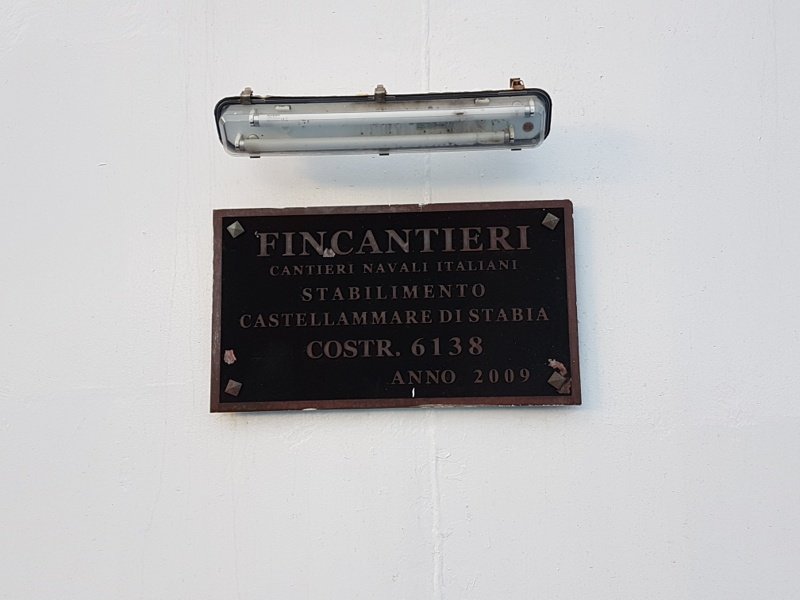 FINCANTIERI
CANTIERI NAVALI ITALIANI
STABILIMENTO
CASTELLAMMARE DI STABIA
COSTR. 6138
ANNO 2009